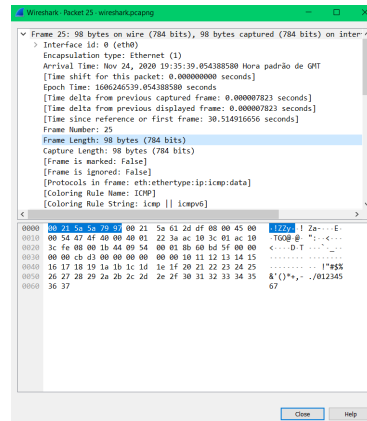 Wireshark · Packet 25 · wireshark.pcapng
Frame 25: 98 bytes on wire (784 bits), 98 bytes captured (784 bits) on inter
Interface id: 0 (eth0)
Encapsulation type: Ethernet (1)
Arrival Time: Nov 24, 2020 19:35:39.054388580 Hora padrão de GMT
[Time shift for this packet: 0.000000000 seconds]
Epoch Time: 1606246539.054388580 seconds
[Time delta from previous captured frame: 0.000007823 seconds]
[Time delta from previous displayed frame: 0.000007823 seconds]
[Time since reference or first frame: 30.514916656 seconds]
Frame Number: 25
Frame Length: 98 bytes (784 bits)
Capture Length: 98 bytes (784 bits)
[Frame is marked: False]
[Frame is ignored: False]
[Protocols in frame: eth:ethertype:ip:icmp:data]
[Coloring Rule Name: ICMP]
[Coloring Rule String: icmp || icmpv6]
0000 00 21 5a 5a 79 97 00 21 5a 61 2d df 08 00 45 00 ·!ZZy··! Za-···E·
0010 00 54 47 4f 40 00 40 01 22 3a ac 10 3c 01 ac 10 ·TGO@·@· ":··<···
0020 3c fe 08 00 1b 44 09 54 00 01 8b 60 bd 5f 00 00 <····D·T ···`·_··
0030 00 00 cb d3 00 00 00 00 00 00 10 11 12 13 14 15 ········ ········
0040 16 17 18 19 1a 1b 1c 1d 1e 1f 20 21 22 23 24 25 ········ ·· !"#$%
0050 26 27 28 29 2a 2b 2c 2d 2e 2f 30 31 32 33 34 35 &'()*+,- ./012345
0060 36 37 67
Close Help